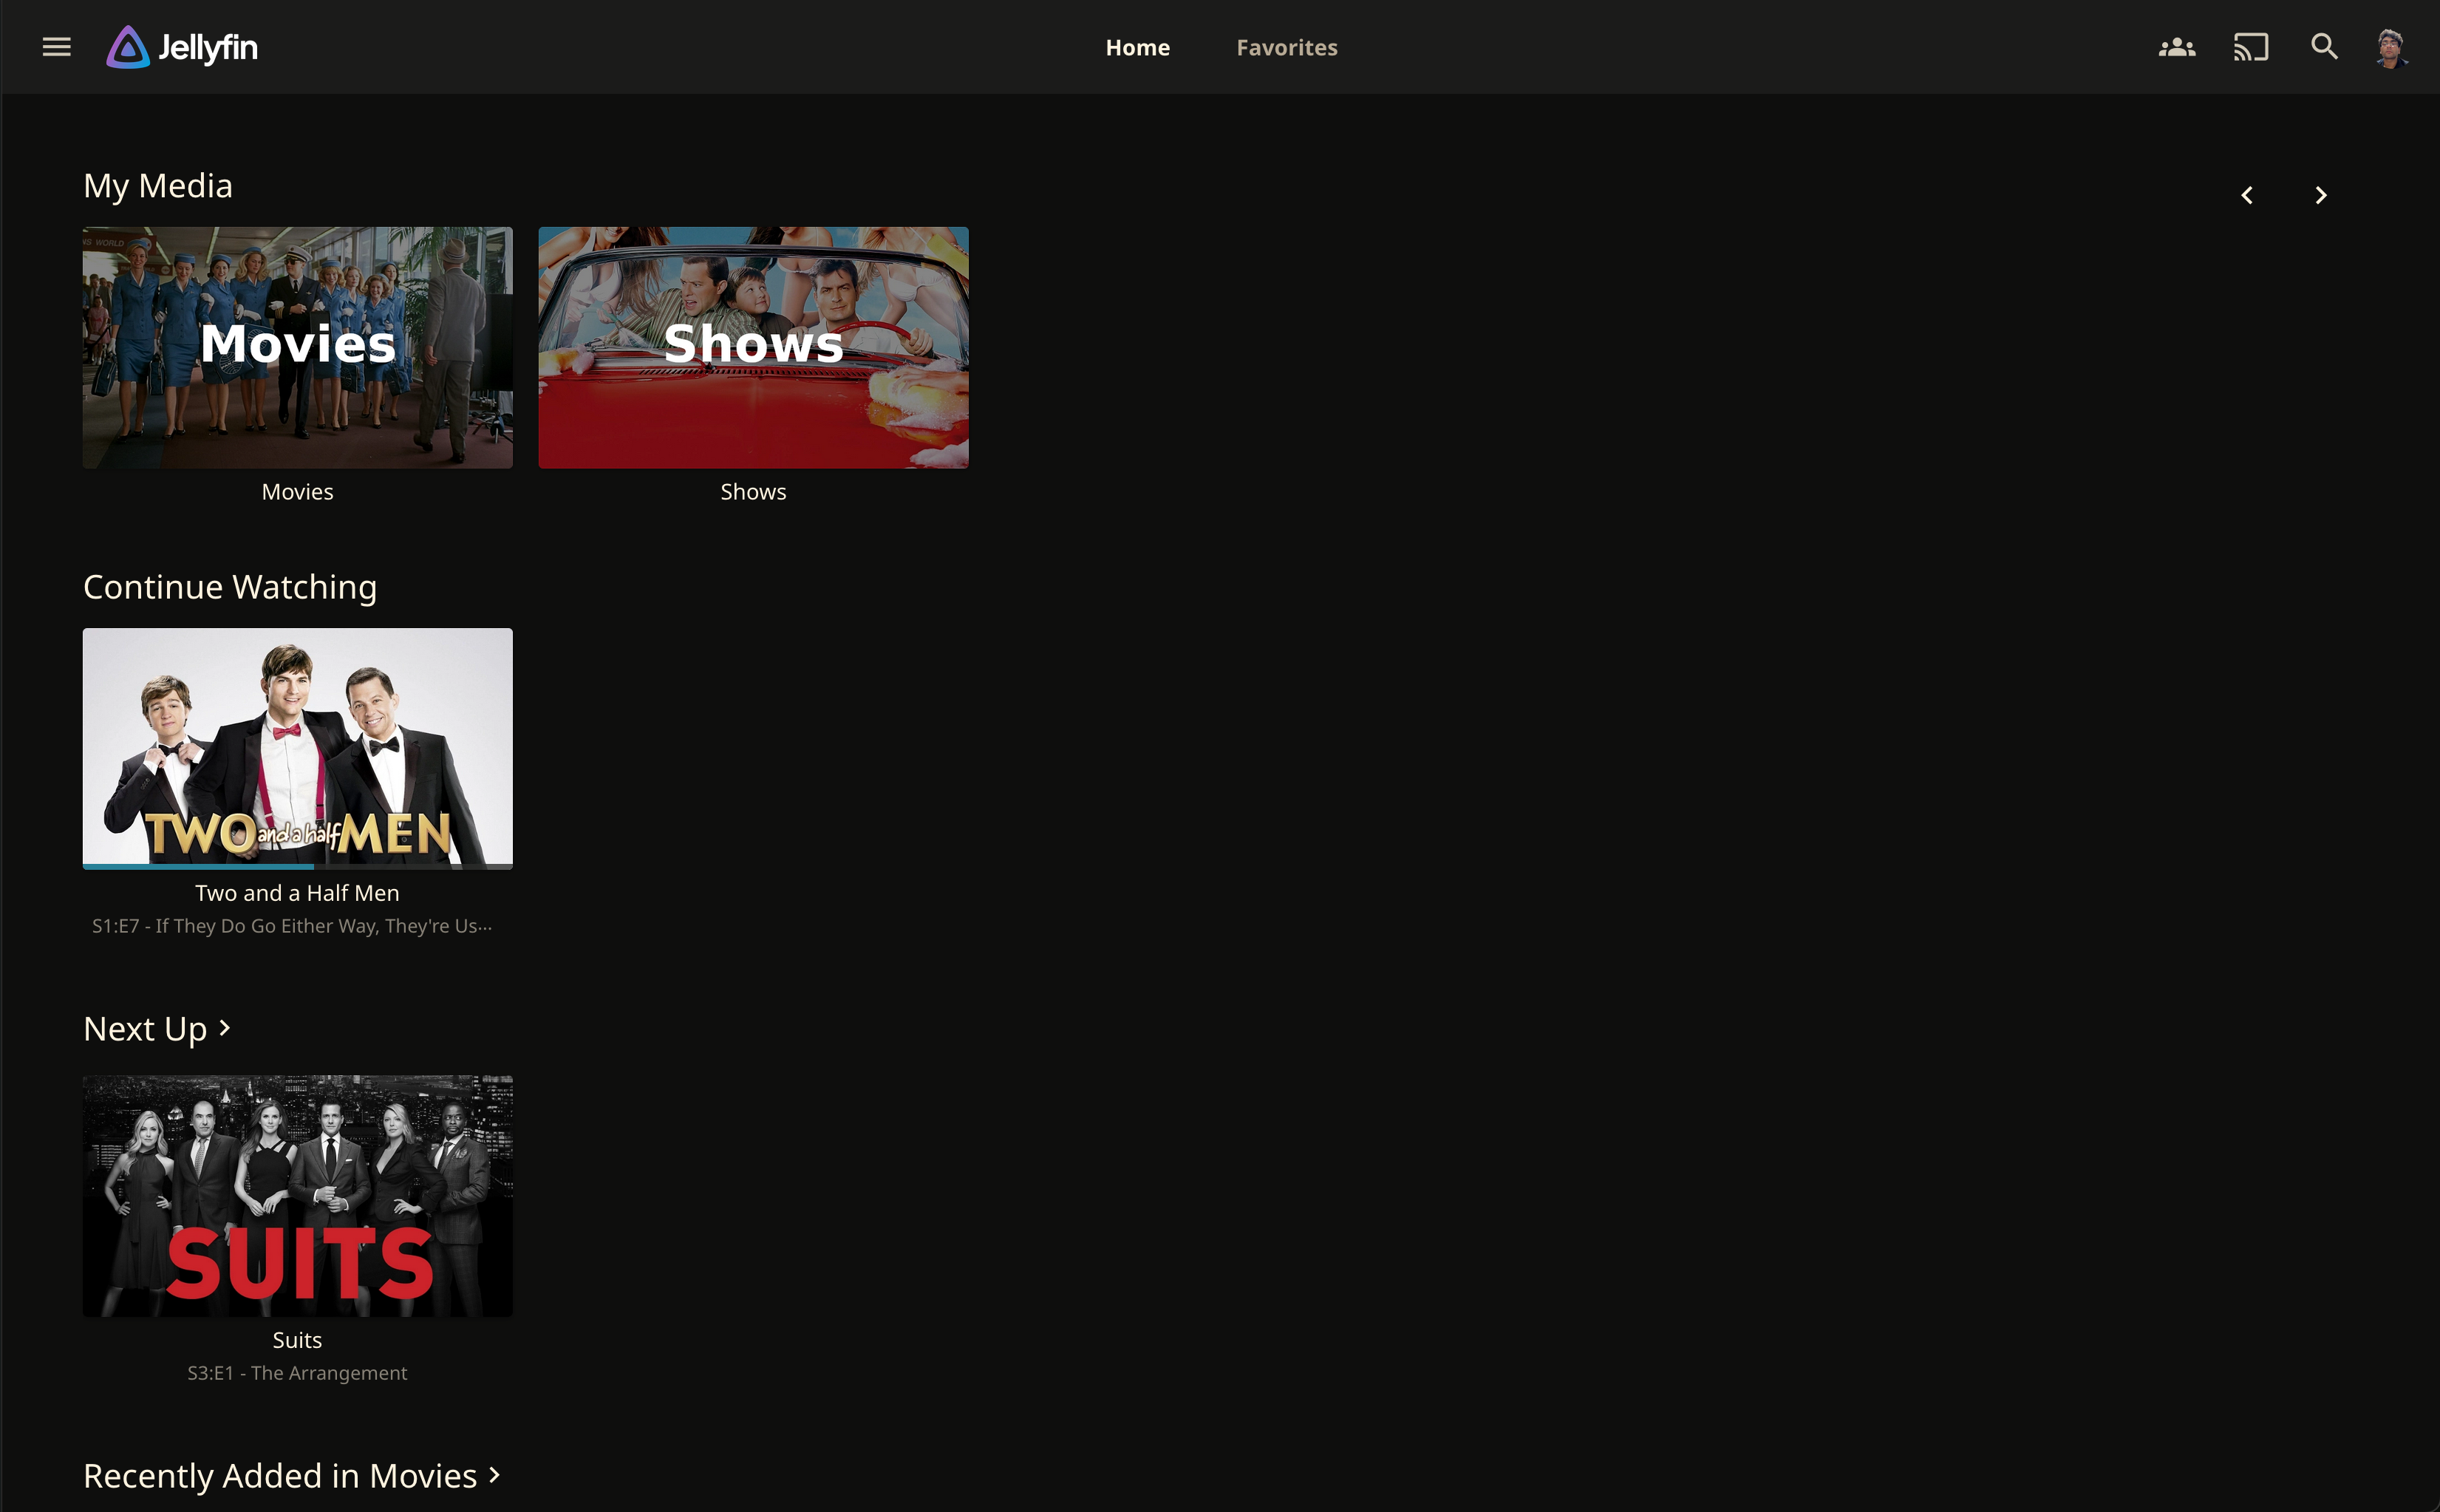 Jellyfin
Home
Favorites
My Media
NS WORLD
Movies
Shows
Movies
Shows
Continue Watching
TWO and a half MEN
Two and a Half Men
S1:E7 - If They Do Go Either Way, They're Us…
Next Up
SUITS
Suits
S3:E1 - The Arrangement
Recently Added in Movies